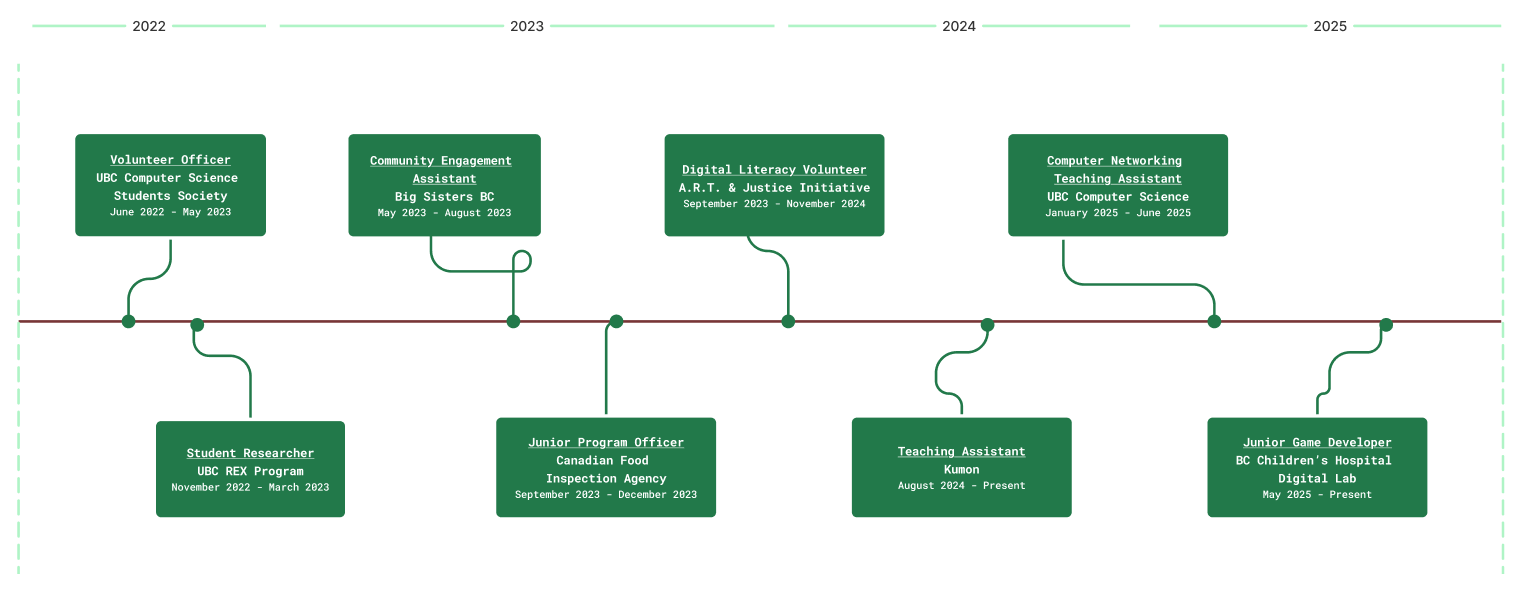 2022
2023
2024
2025
Volunteer Officer
UBC Computer Science
Students Society
June 2022 - May 2023
Community Engagement
Assistant
Big Sisters BC
May 2023 - August 2023
Digital Literacy Volunteer
A.R.T. & Justice Initiative
September 2023 - November 2024
Computer Networking
Teaching Assistant
UBC Computer Science
January 2025 - June 2025
Student Researcher
UBC REX Program
November 2022 - March 2023
Junior Program Officer
Canadian Food
Inspection Agency
September 2023 - December 2023
Teaching Assistant
Kumon
August 2024 - Present
Junior Game Developer
BC Children's Hospital
Digital Lab
May 2025 - Present